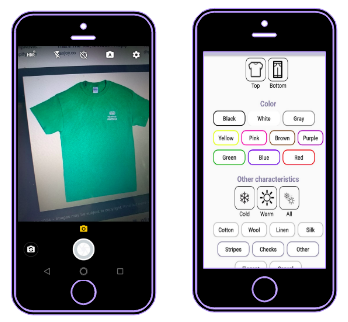 Top Bottom
Color
Black White Gray
Yellow Pink Brown Purple
Green Blue Red
Other characteristics
Cold Warm All
Cotton Wool Linen Silk
Stripes Checks Other